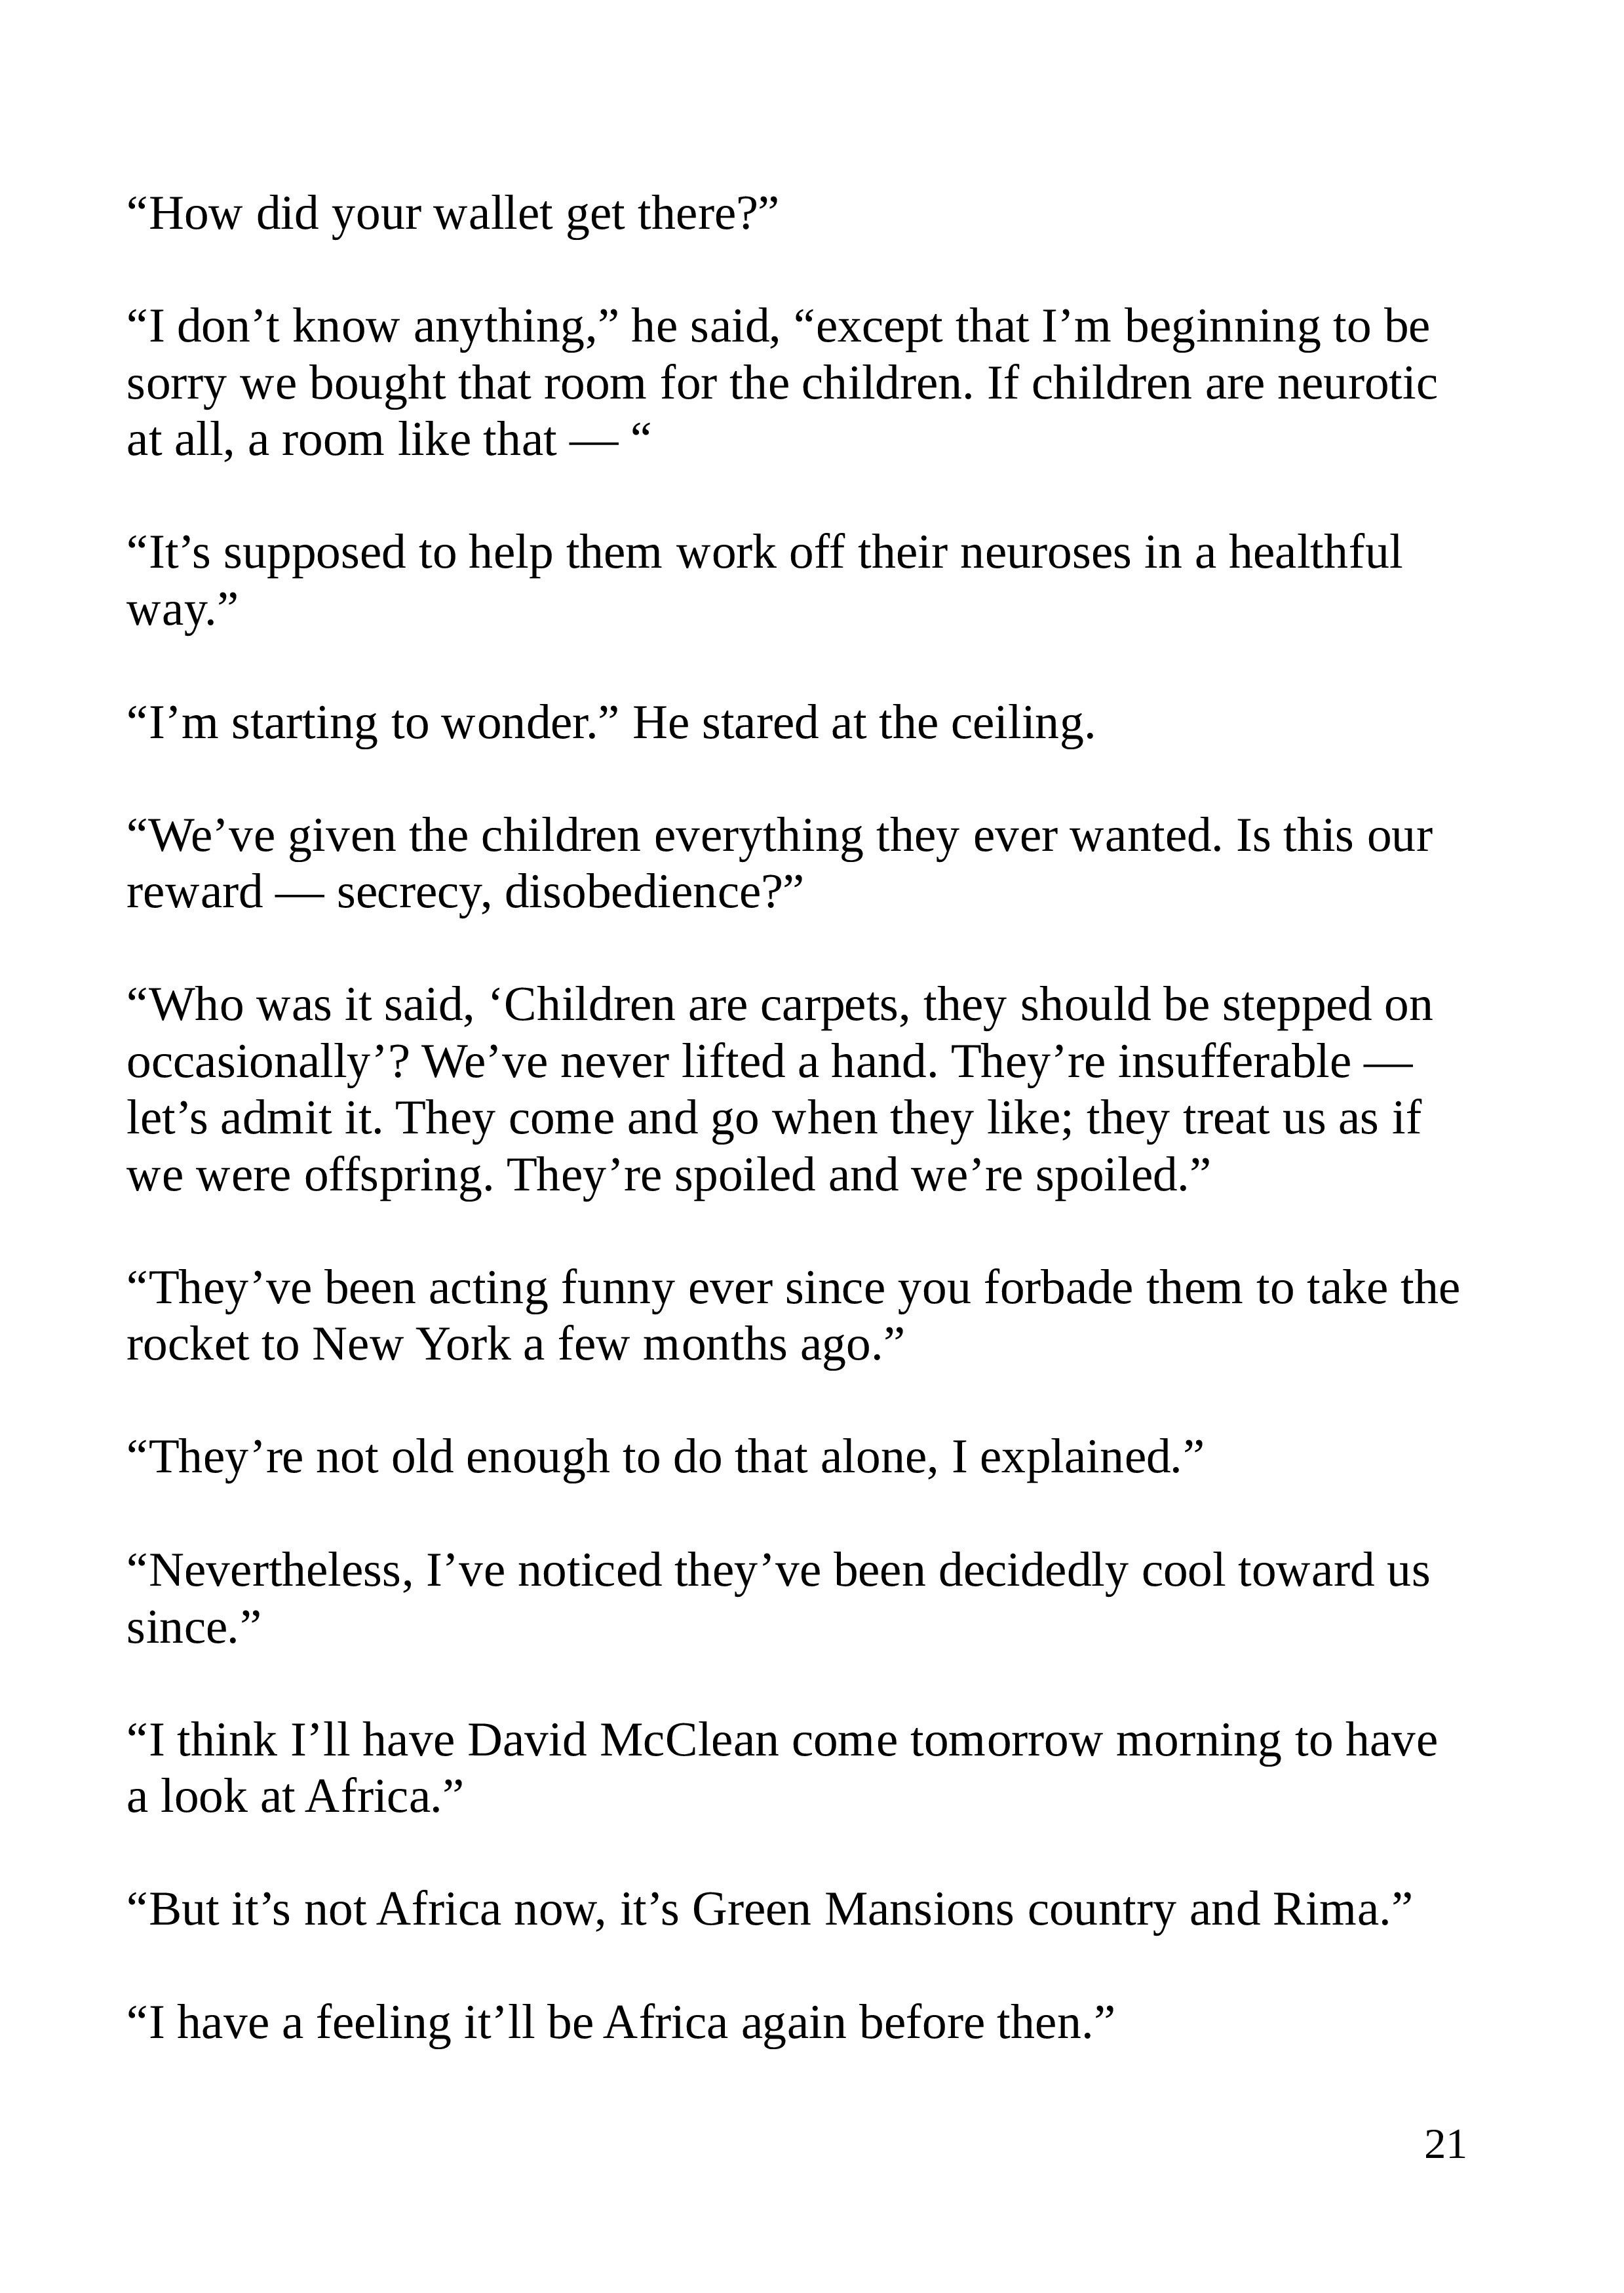 “How did your wallet get there?”
“I don’t know anything,” he said, “except that I’m beginning to be
sorry we bought that room for the children. If children are neurotic
at all, a room like that — “
“It’s supposed to help them work off their neuroses in a healthful
way.”
“I’m starting to wonder.” He stared at the ceiling.
“We’ve given the children everything they ever wanted. Is this our
reward — secrecy, disobedience?”
“Who was it said, ‘Children are carpets, they should be stepped on
occasionally’? We’ve never lifted a hand. They’re insufferable —
let’s admit it. They come and go when they like; they treat us as if
we were offspring. They’re spoiled and we’re spoiled.”
“They’ve been acting funny ever since you forbade them to take the
rocket to New York a few months ago.”
“They’re not old enough to do that alone, I explained.”
“Nevertheless, I’ve noticed they’ve been decidedly cool toward us
since.”
“I think I’ll have David McClean come tomorrow morning to have
a look at Africa.”
“But it’s not Africa now, it’s Green Mansions country and Rima.”
“I have a feeling it’ll be Africa again before then.”
21